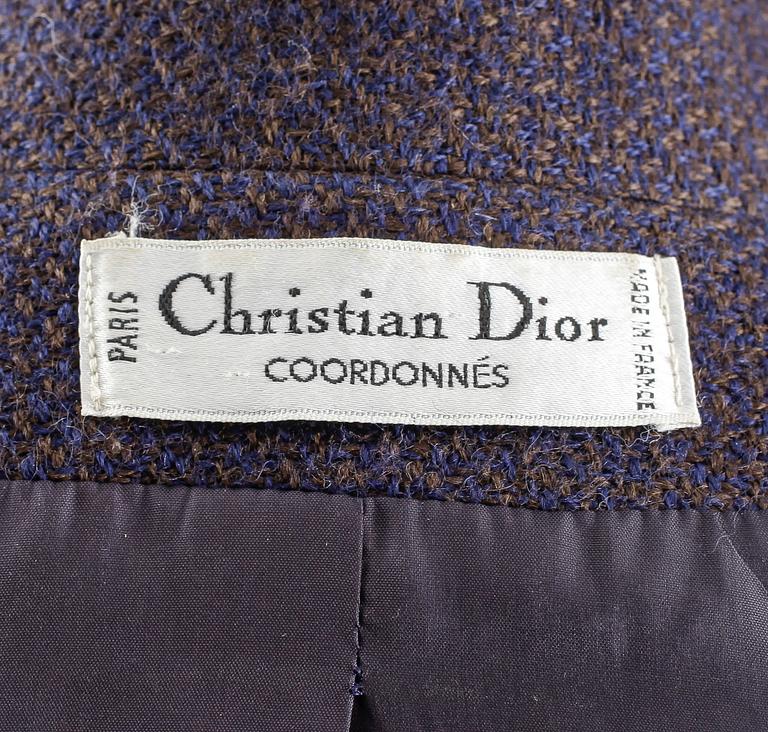 PARIS
Christian Dior
COORDONNÉS
MADE IN FRANCE